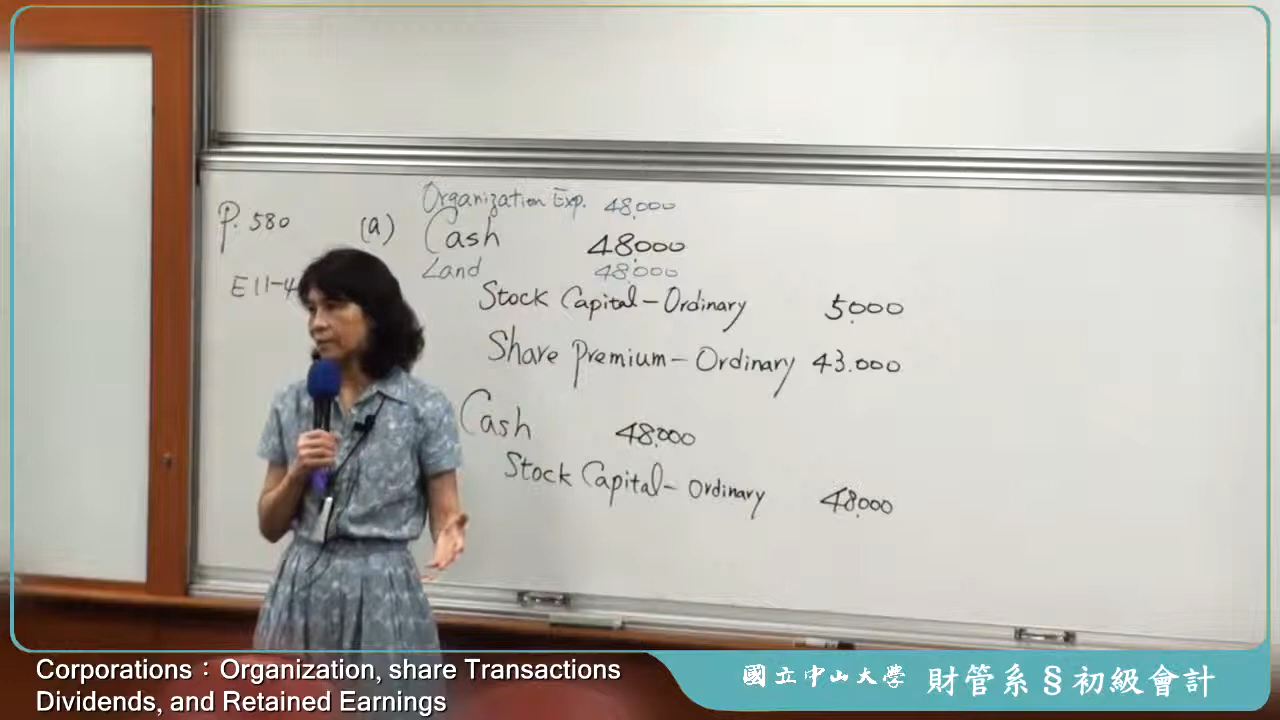 P. 580
E11-4
(a)
Organization Exp. 48,000
Cash 48,000
Land 48,000
Stock Capital-Ordinary 5,000
Share Premium-Ordinary 43,000
Cash 48,000
Stock Capital-Ordinary 48,000
Corporations：Organization, share Transactions
Dividends, and Retained Earnings
國立中山大學 財管系§初級會計